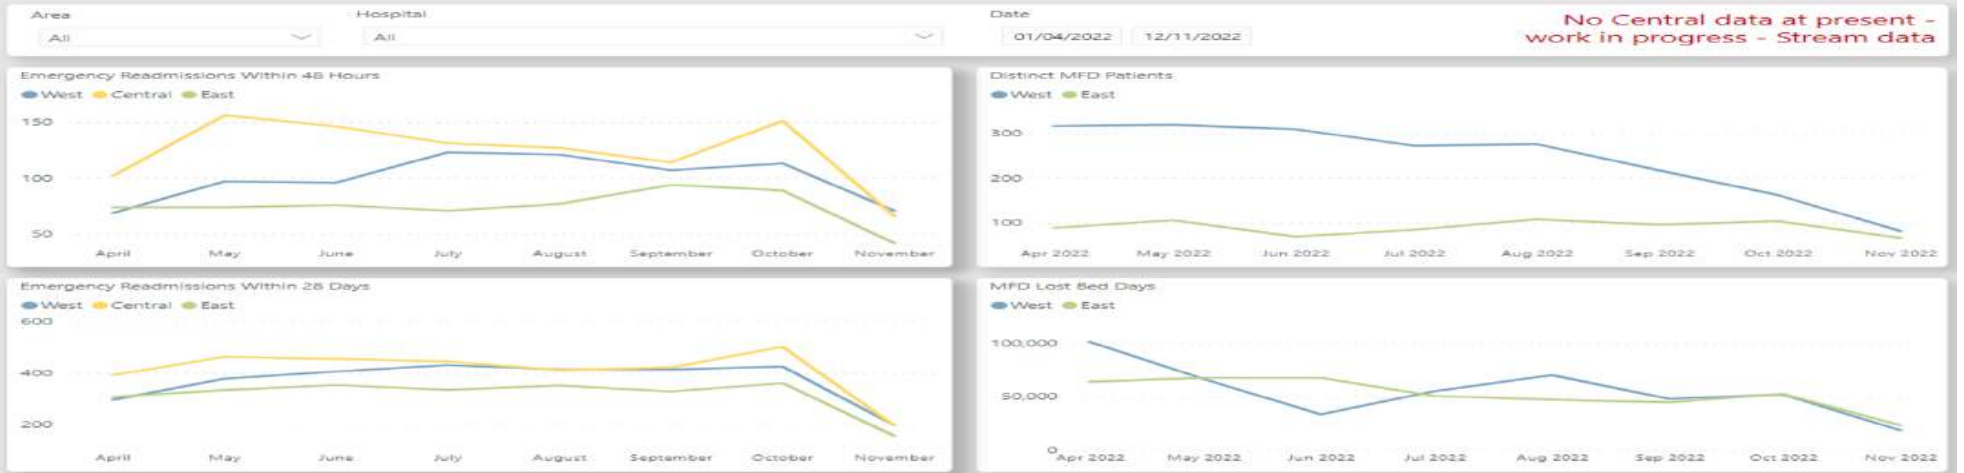 Area
Hospital
Date
All
All
01/04/2022
12/11/2022
No Central data at present -
work in progress - Stream data
Emergency Readmissions Within 48 Hours
West Central East
150
100
50
April May June July August September October November
Distinct MFD Patients
West East
300
200
100
Apr 2022 May 2022 Jun 2022 Jul 2022 Aug 2022 Sep 2022 Oct 2022 Nov 2022
Emergency Readmissions Within 28 Days
West Central East
600
400
200
April May June July August September October November
MFD Lost Bed Days
West East
100,000
50,000
0
Apr 2022 May 2022 Jun 2022 Jul 2022 Aug 2022 Sep 2022 Oct 2022 Nov 2022